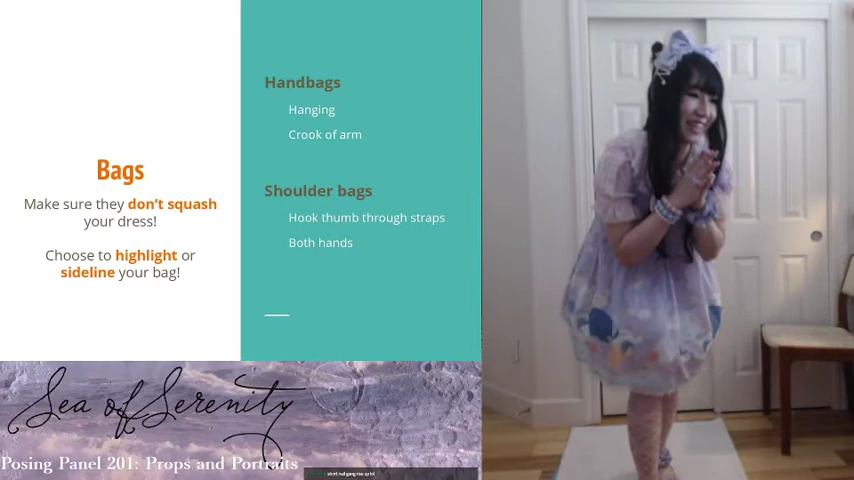 Bags
Make sure they don't squash
your dress!
Choose to highlight or
sideline your bag!
Handbags
Hanging
Crook of arm
Shoulder bags
Hook thumb through straps
Both hands
Sea of Serenity
Posing Panel 201: Props and Portraits